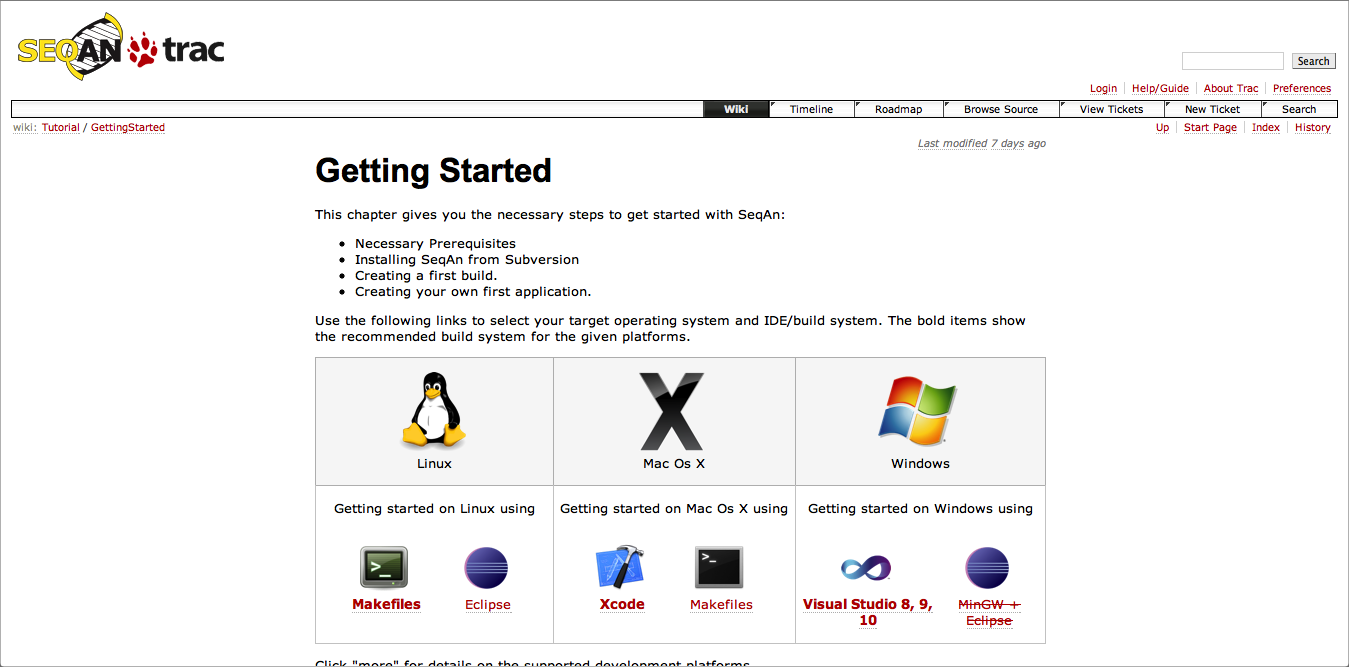 SEQAN trac
Search
Login Help/Guide About Trac Preferences
Wiki Timeline Roadmap Browse Source View Tickets New Ticket Search
wiki: Tutorial / GettingStarted
Up Start Page Index History
Last modified 7 days ago
Getting Started
This chapter gives you the necessary steps to get started with SeqAn:
• Necessary Prerequisites
• Installing SeqAn from Subversion
• Creating a first build.
• Creating your own first application.
Use the following links to select your target operating system and IDE/build system. The bold items show
the recommended build system for the given platforms.
Linux Mac Os X Windows
Getting started on Linux using Getting started on Mac Os X using Getting started on Windows using
>_ >_
Makefiles Eclipse Xcode Makefiles Visual Studio 8, 9, MinGW +
10 Eclipse
Click "more" for details on the supported development platforms.